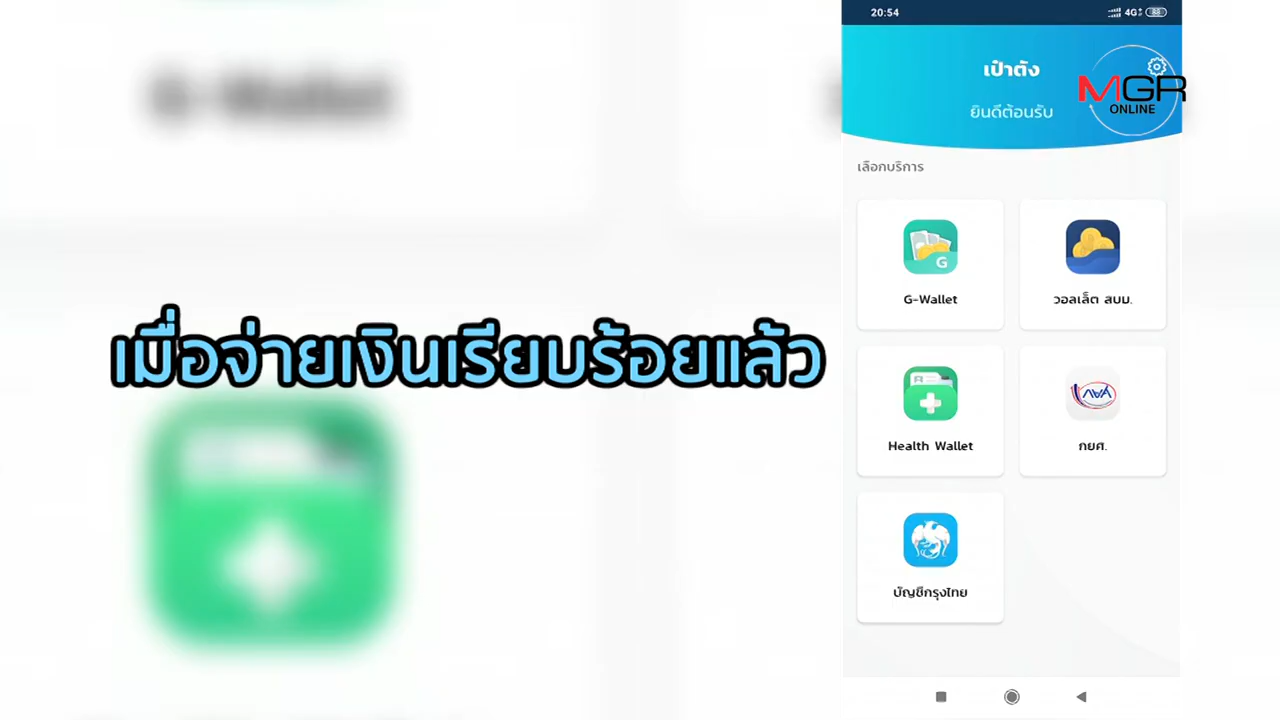 G-Wallet
20:54
4G
88
เป๋าตัง
ยินดีต้อนรับ
MGR
ONLINE
เลือกบริการ
G
G-Wallet
วอลเล็ต สบม.
เมื่อจ่ายเงินเรียบร้อยแล้ว
Health Wallet
กยศ.
บัญชีกรุงไทย